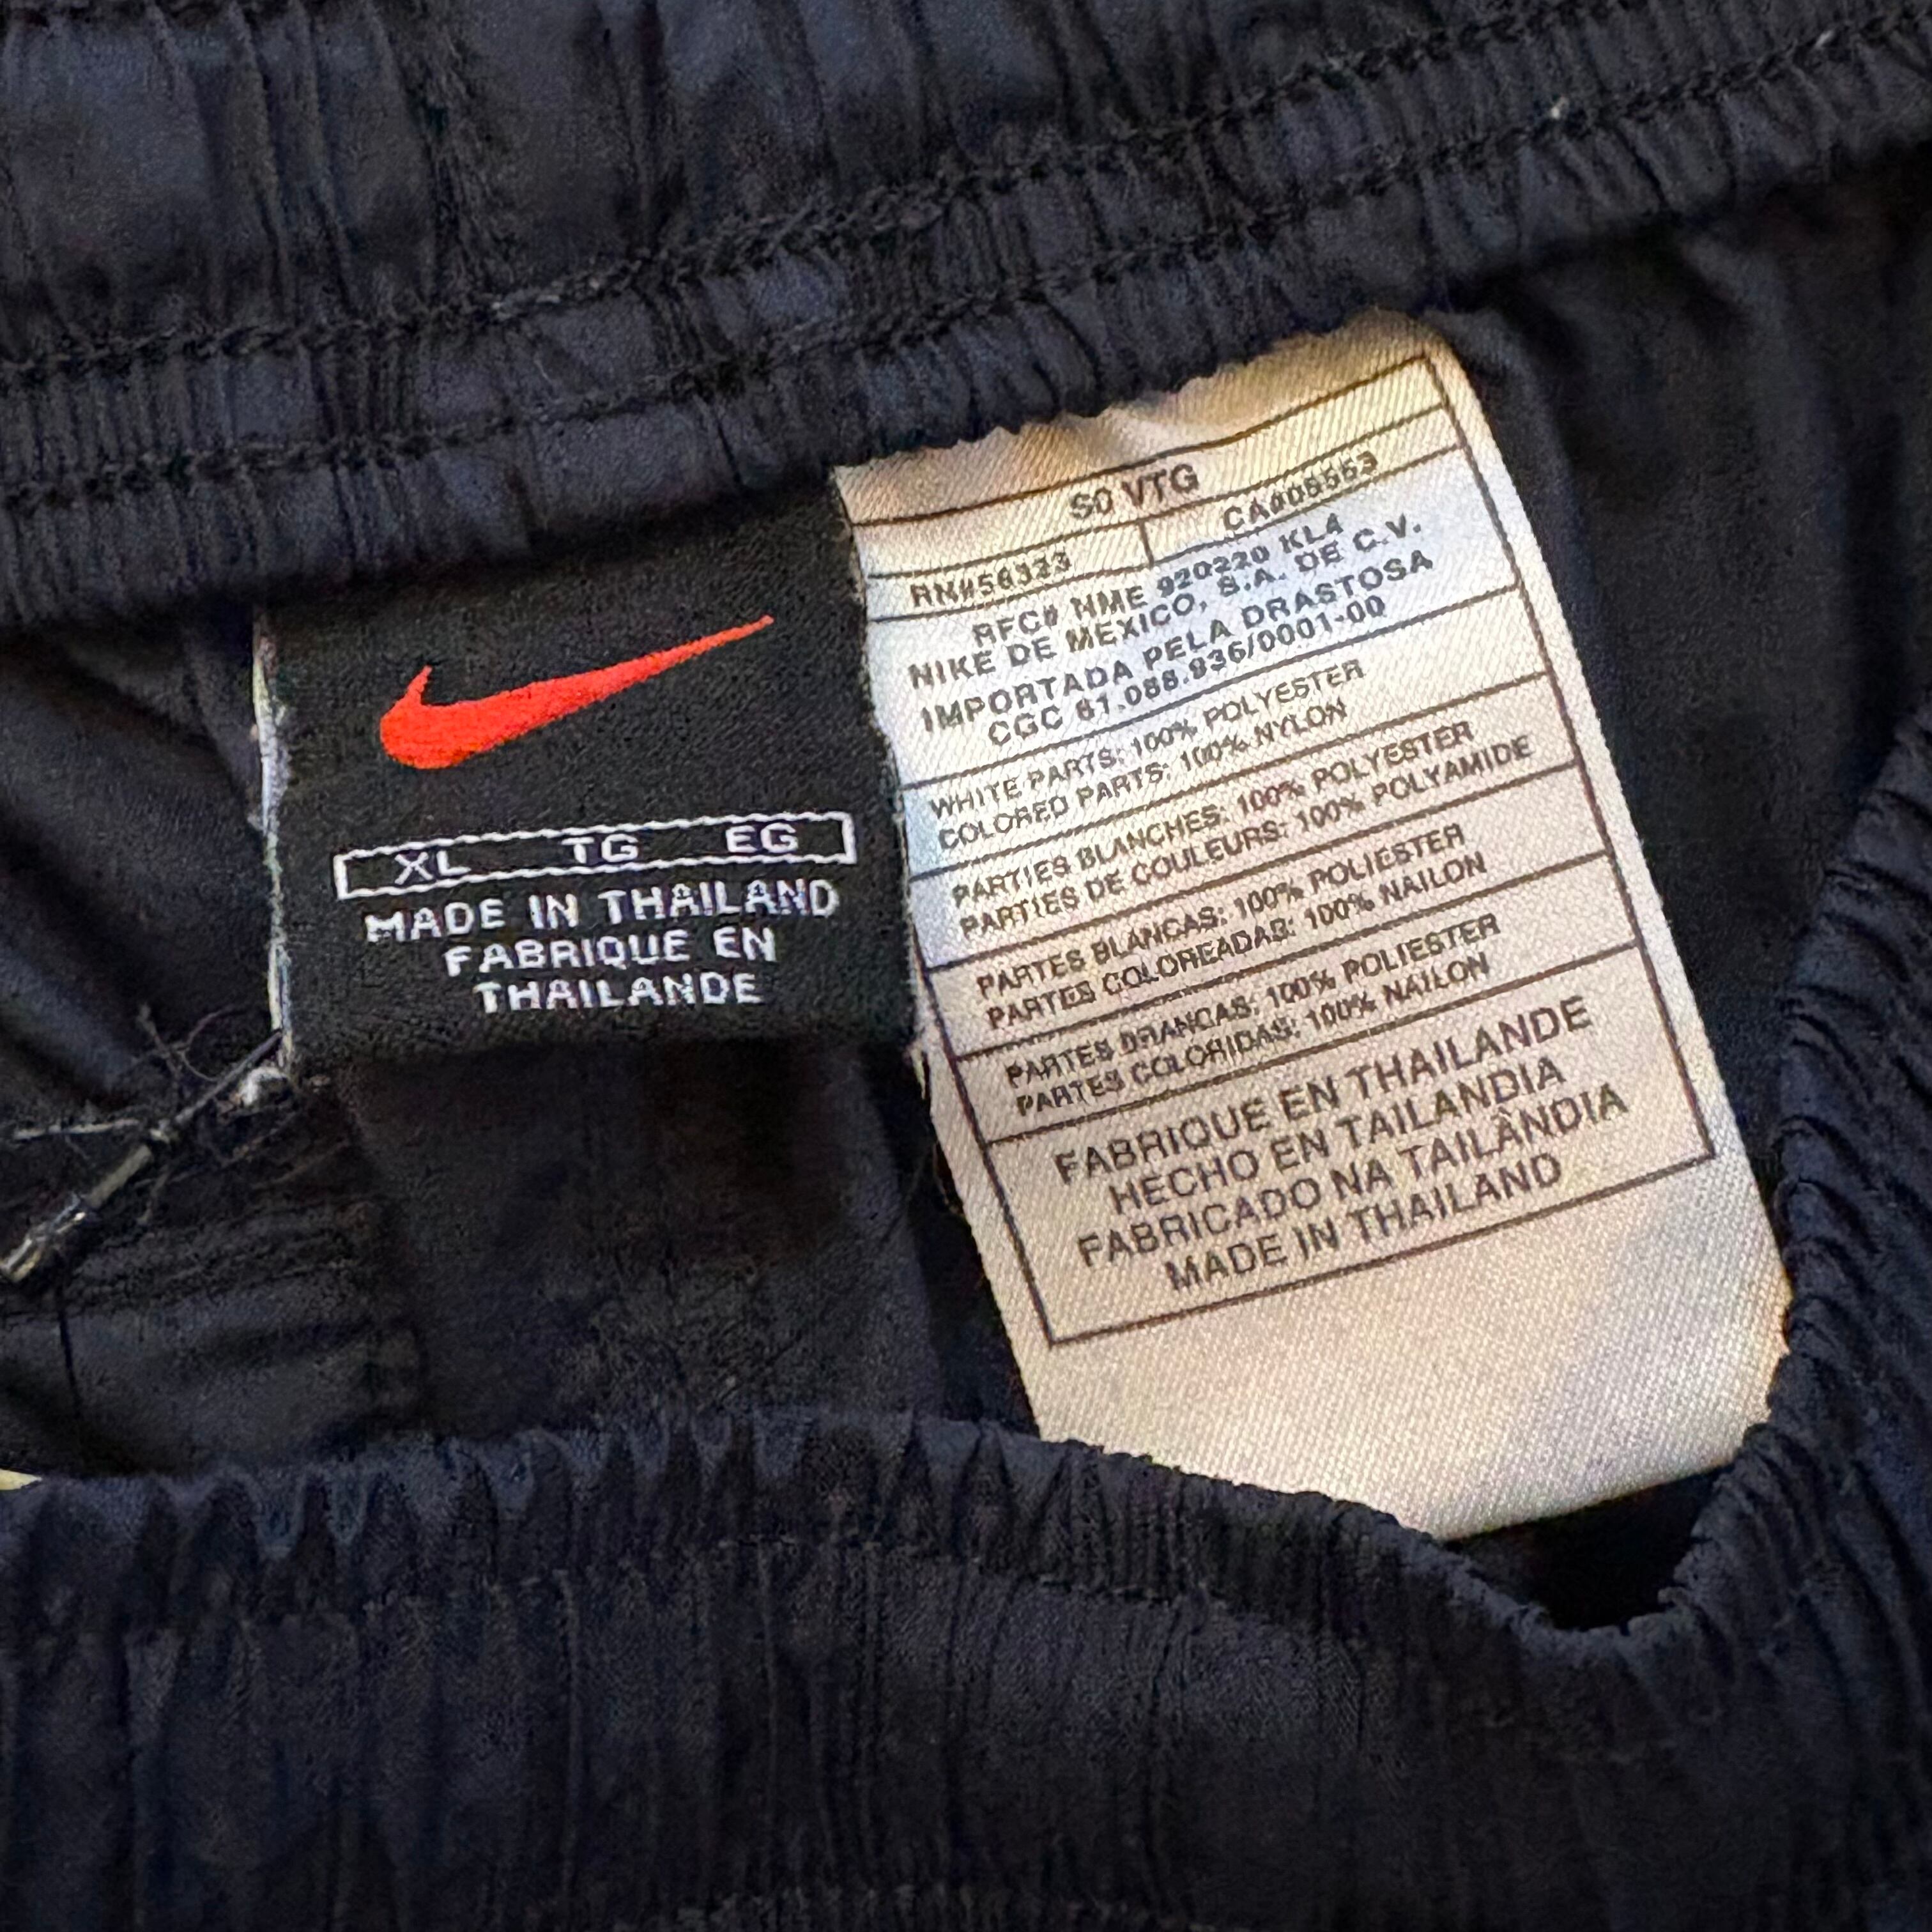 XL TG EG
MADE IN THAILAND
FABRIQUE EN
THAILANDE
S0 VTG
RN#56323 CA#05553
RFC# NME 920220 KL4
NIKE DE MEXICO, S.A. DE C.V.
IMPORTADA PELA DRASTOSA
CGC 61.088.936/0001-00
WHITE PARTS: 100% POLYESTER
COLORED PARTS: 100% NYLON
PARTIES BLANCHES: 100% POLYESTER
PARTIES DE COULEURS: 100% POLYAMIDE
PARTES BLANCAS: 100% POLIESTER
PARTES COLOREADAS: 100% NAILON
PARTES BRANCAS: 100% POLIESTER
PARTES COLORIDAS: 100% NAILON
FABRIQUE EN THAILANDE
HECHO EN TAILANDIA
FABRICADO NA TAILÀNDIA
MADE IN THAILAND